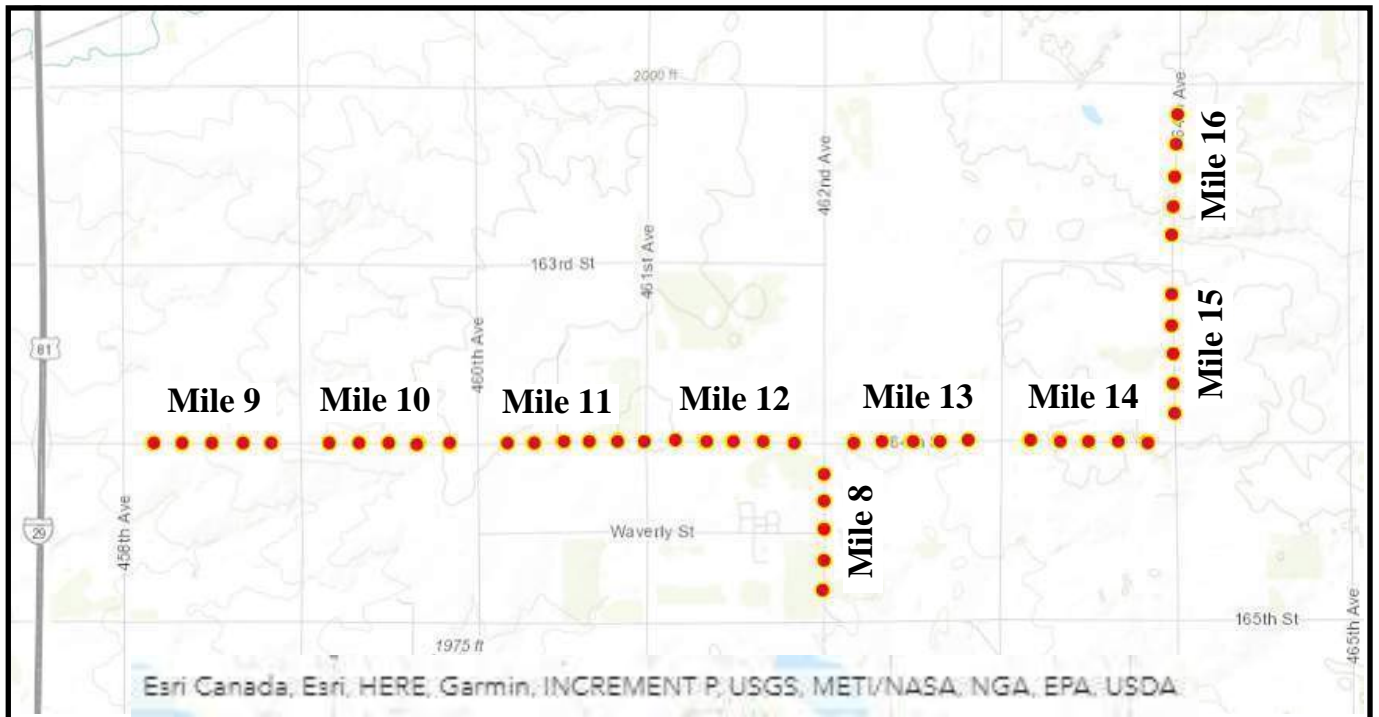 2000 ft
64th Ave
Mile 16
462nd Ave
163rd St
461st Ave
Mile 15
81
460th Ave
Mile 9
Mile 10
Mile 11
Mile 12
Mile 13
Mile 14
Mile 8
29
458th Ave
Waverly St
165th St
465th Ave
1975 ft
Esri Canada, Esri, HERE, Garmin, INCREMENT P, USGS, METI/NASA, NGA, EPA, USDA